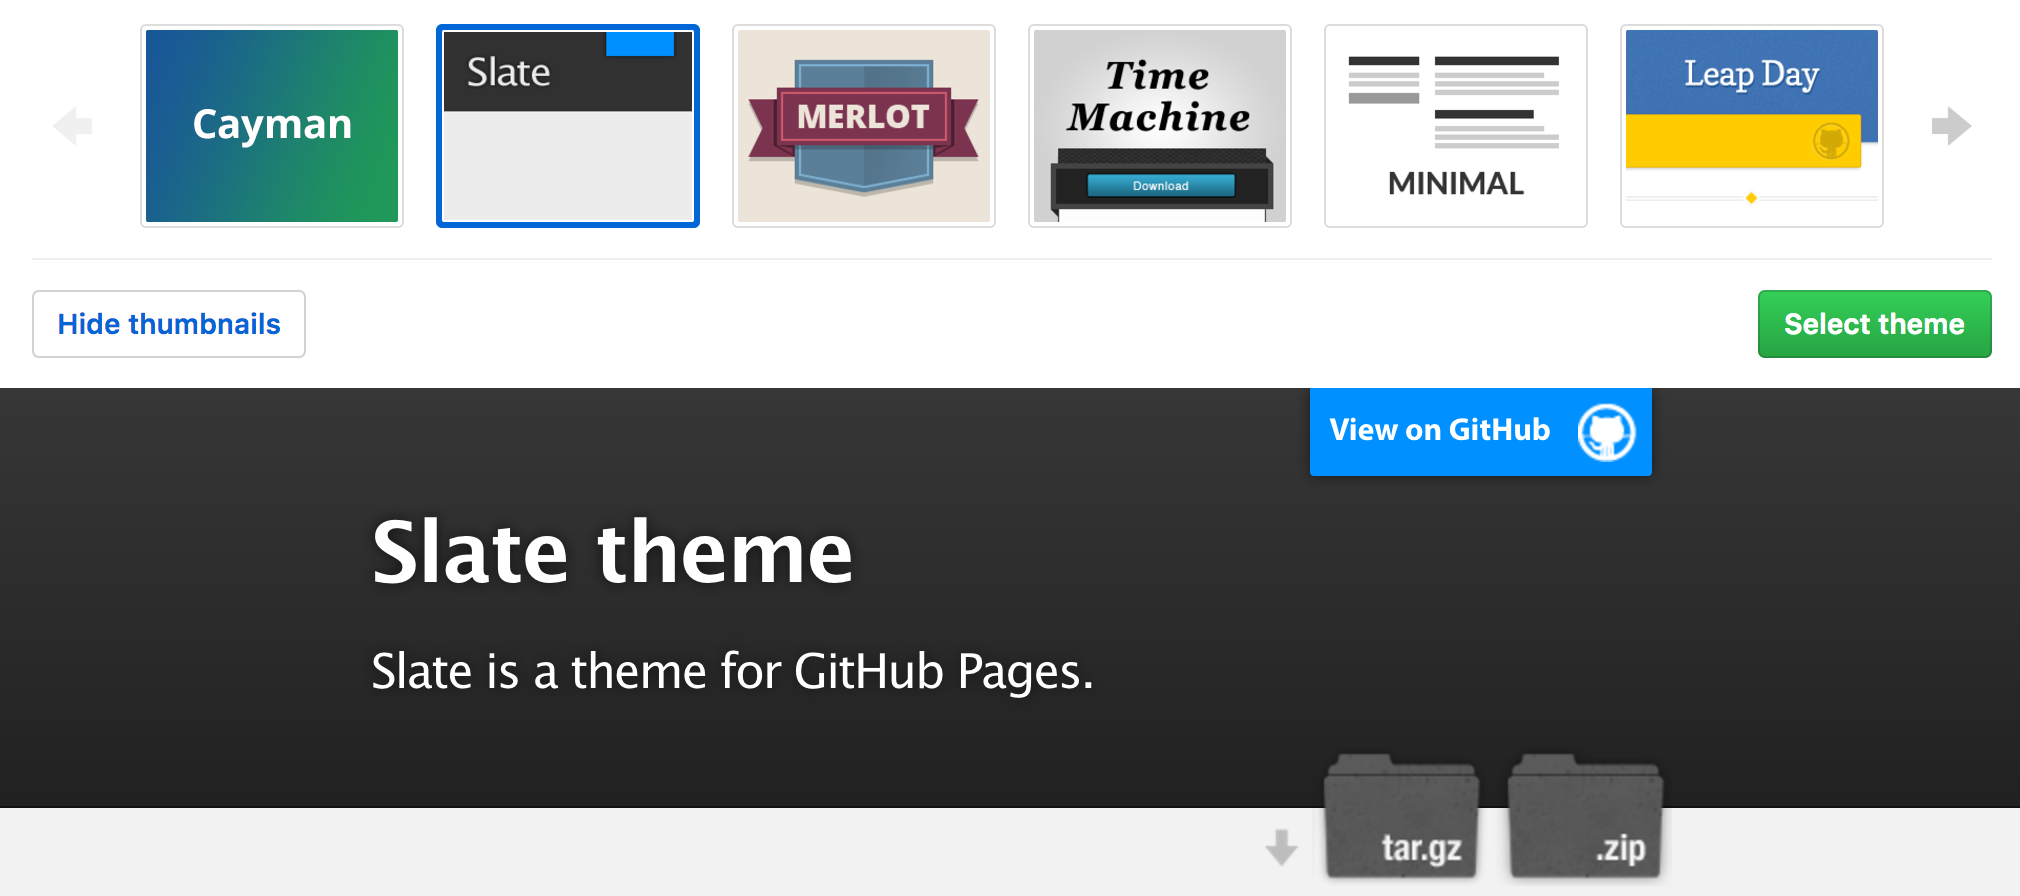 Cayman
Slate
MERLOT
Time
Machine
Download
MINIMAL
Leap Day
Hide thumbnails
Select theme
View on GitHub
Slate theme
Slate is a theme for GitHub Pages.
tar.gz
.zip